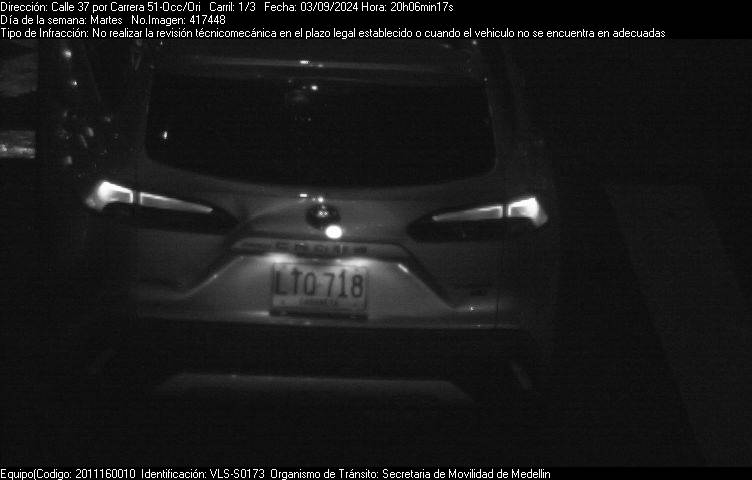 Dirección: Calle 37 por Carrera 51-Occ/Ori Carril: 1/3 Fecha: 03/09/2024 Hora: 20h06min17s
Día de la semana: Martes No.Imagen: 417448
Tipo de Infracción: No realizar la revisión técnicomecánica en el plazo legal establecido o cuando el vehiculo no se encuentra en adecuadas
LTQ 718
Equipo(Codigo: 2011160010 Identificación: VLS-S0173 Organismo de Tránsito: Secretaria de Movilidad de Medellin